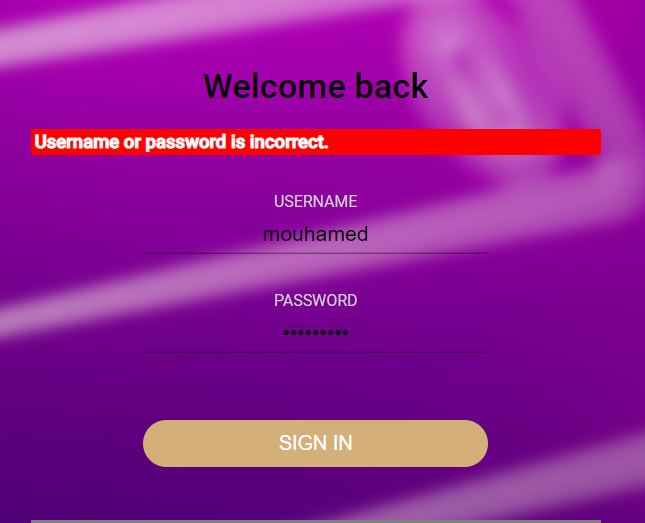 Welcome back
Username or password is incorrect.
USERNAME
mouhamed
PASSWORD
•••••••••
SIGN IN